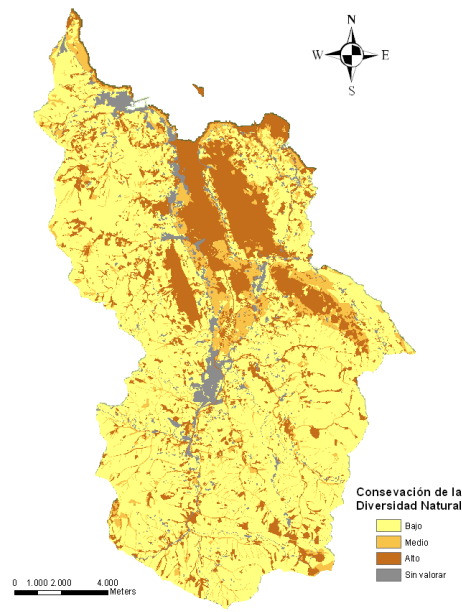 N
W E
S
Consevación de la
Diversidad Natural
Bajo
Medio
Alto
Sin valorar
0 1.000 2.000 4.000
Meters